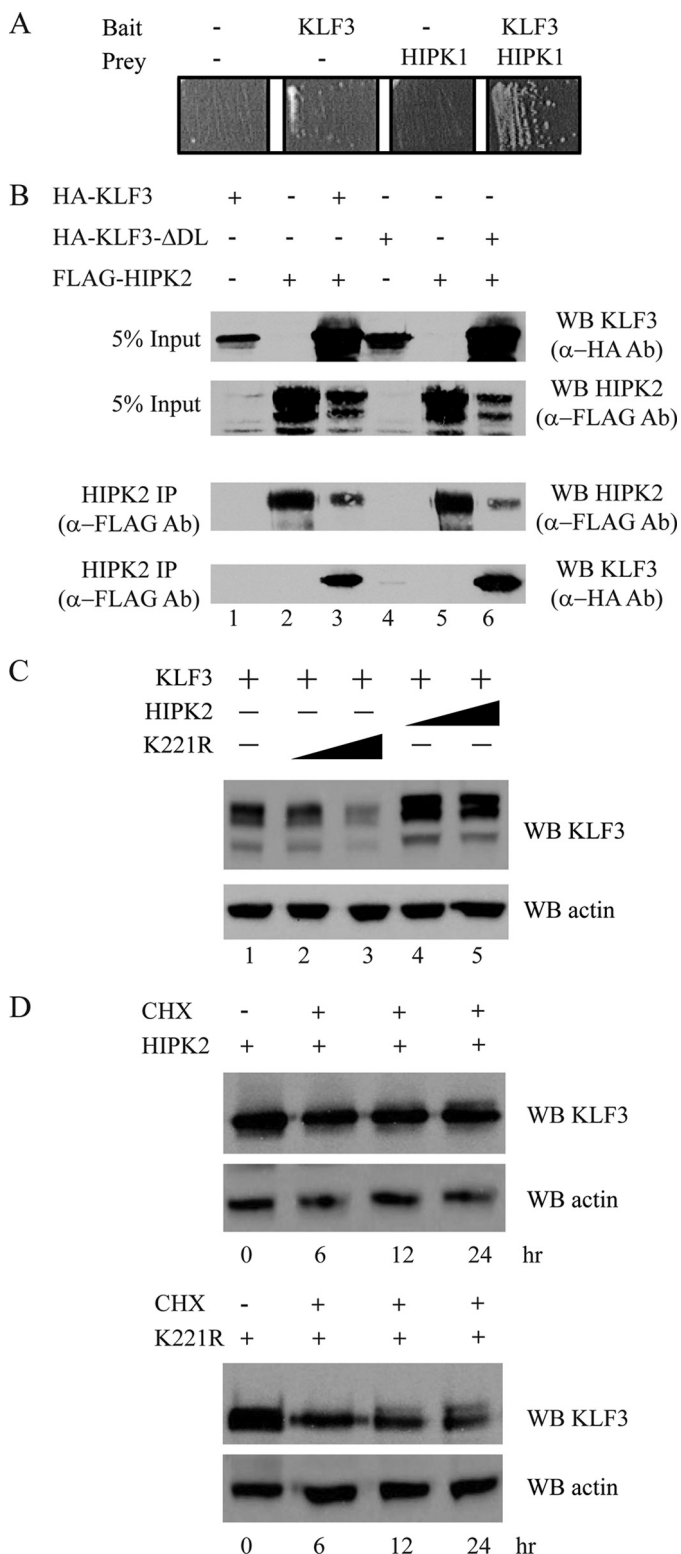 A
Bait - KLF3 - KLF3
Prey - - HIPK1 HIPK1
B
HA-KLF3 + - + - - -
HA-KLF3-ΔDL - - - + - +
FLAG-HIPK2 - + + - + +
5% Input WB KLF3
(α–HA Ab)
5% Input WB HIPK2
(α–FLAG Ab)
HIPK2 IP WB HIPK2
(α–FLAG Ab) (α–FLAG Ab)
HIPK2 IP WB KLF3
(α–FLAG Ab) (α–HA Ab)
1 2 3 4 5 6
C
KLF3 + + + + +
HIPK2 – – –
K221R – – –
WB KLF3
WB actin
1 2 3 4 5
D
CHX - + + +
HIPK2 + + + +
WB KLF3
WB actin
0 6 12 24 hr
CHX - + + +
K221R + + + +
WB KLF3
WB actin
0 6 12 24 hr